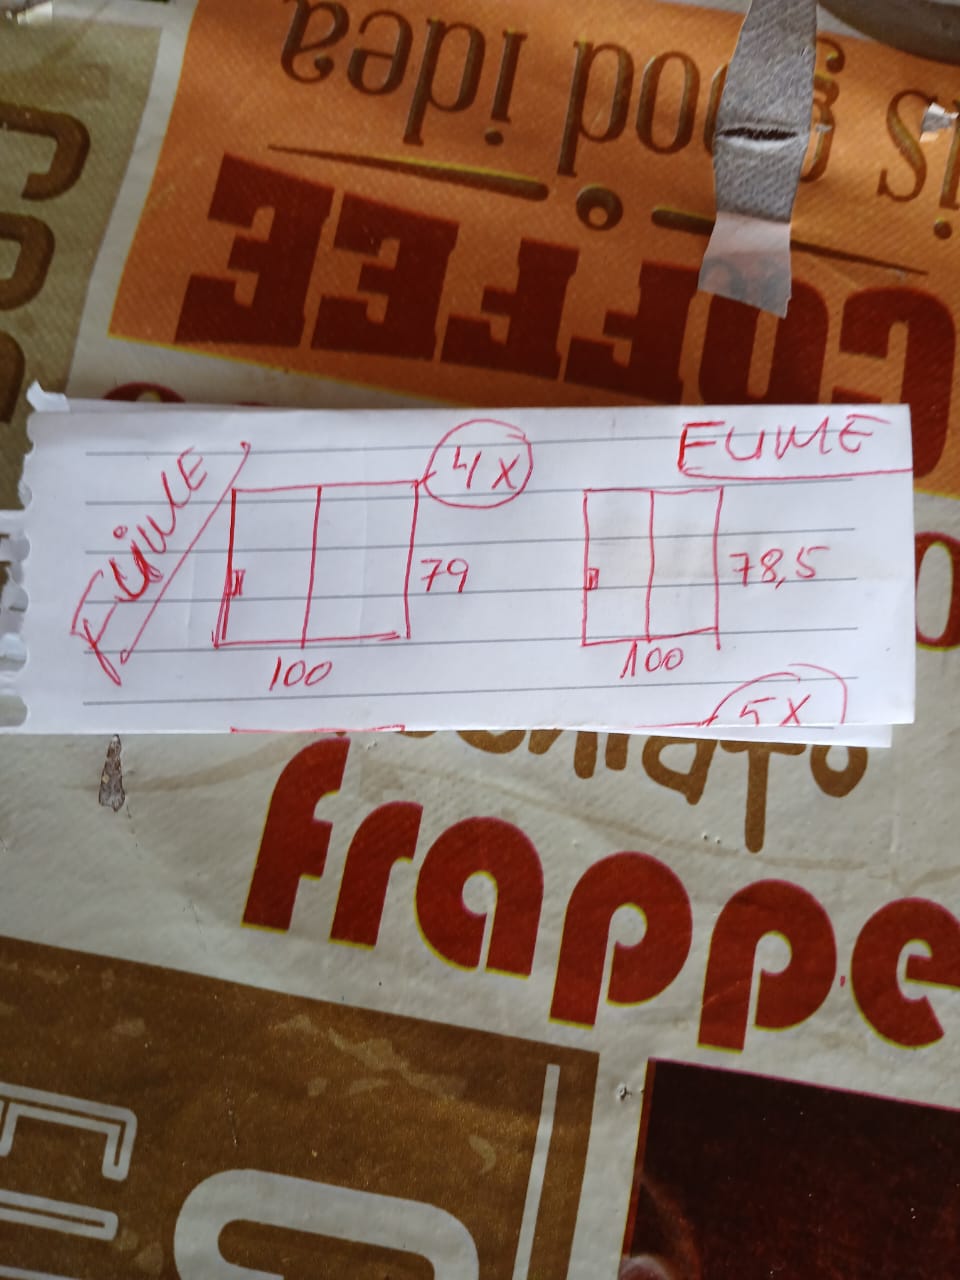 is good idea
COFFEE
FUME
4X
FUME
79
78,5
100
100
5X
frappe